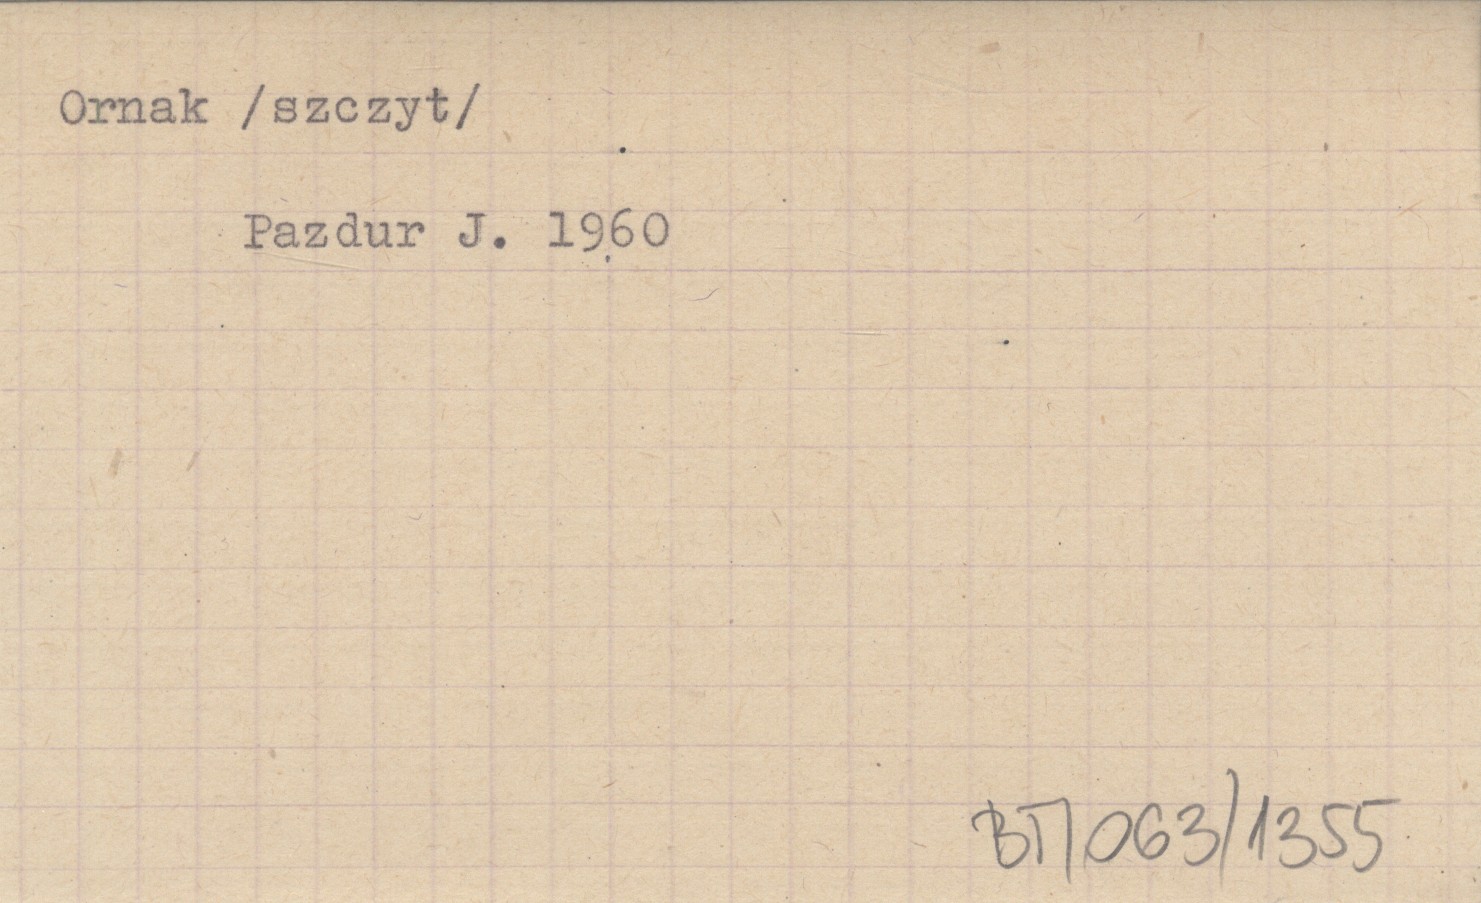 Ornak /szczyt/
Pazdur J. 1960
BT/063/1355